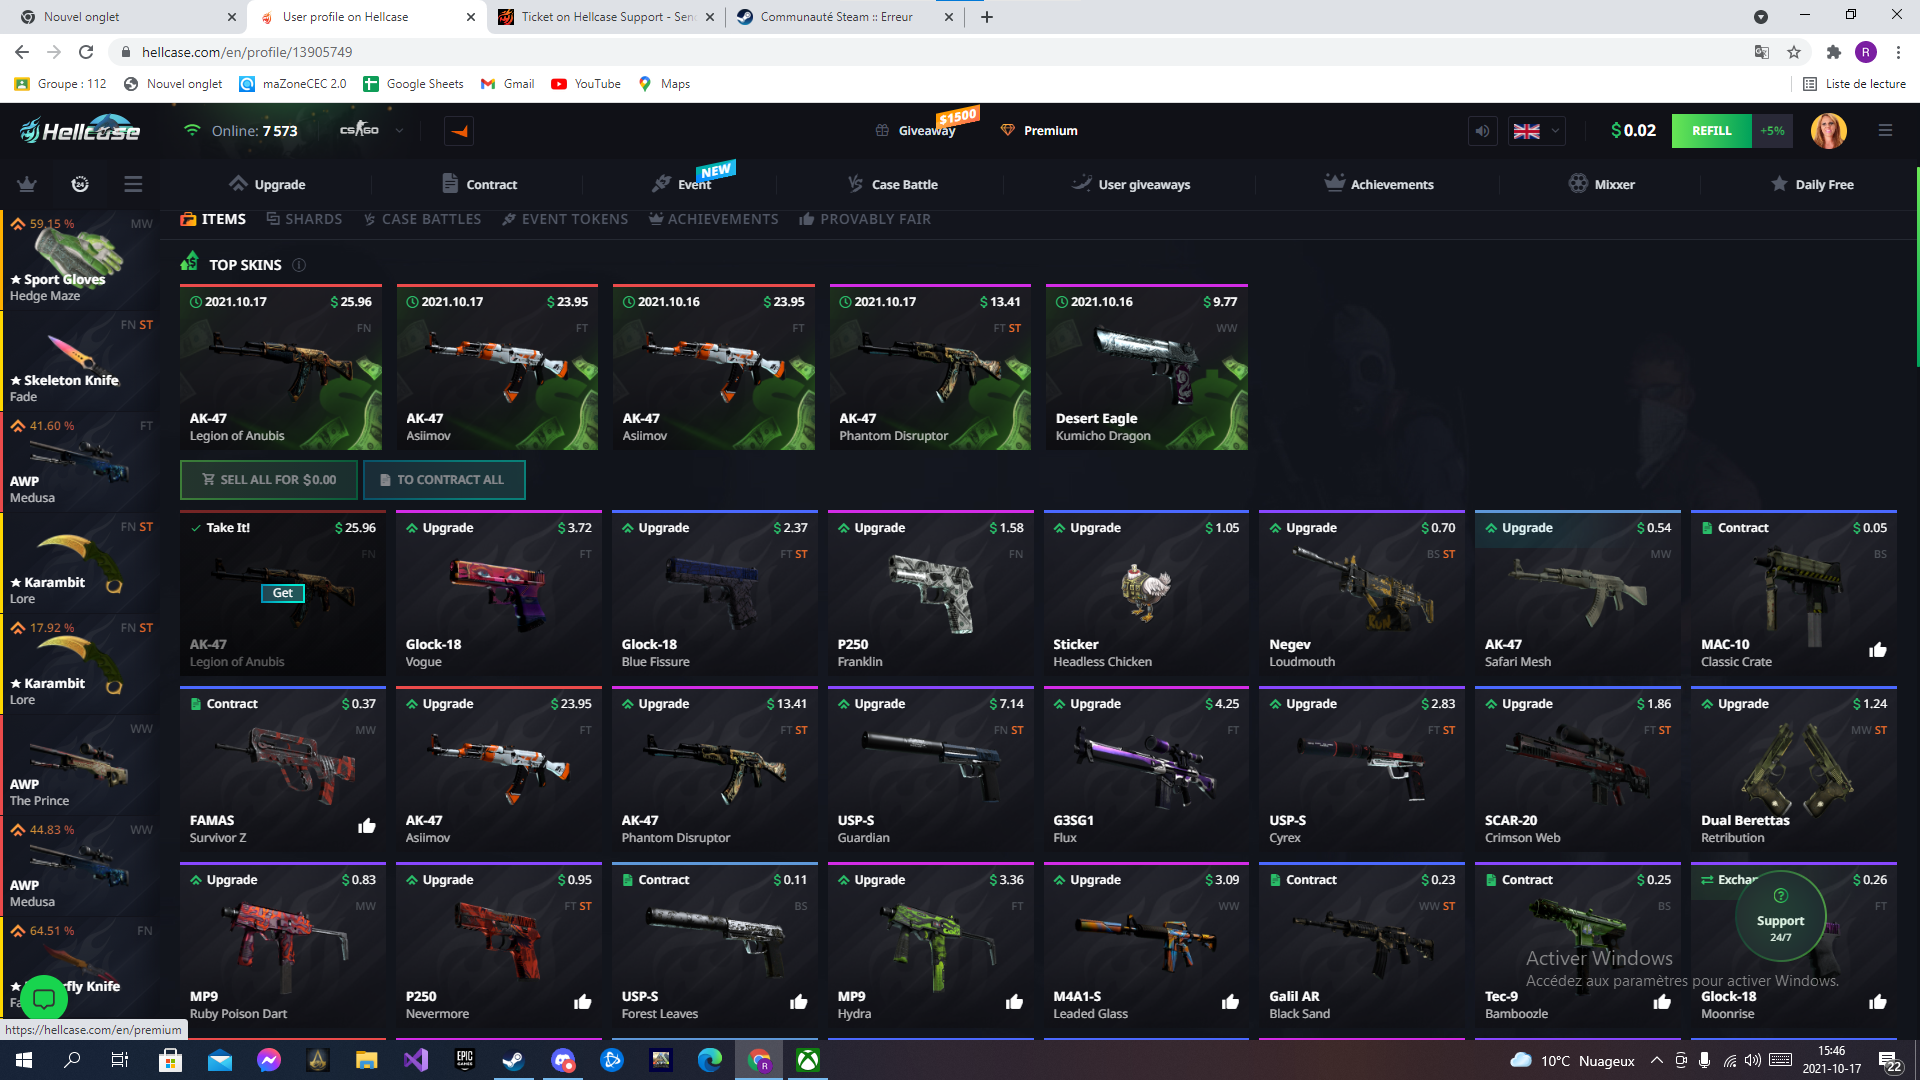 Nouvel onglet
User profile on Hellcase
Ticket on Hellcase Support - Send
Communauté Steam :: Erreur
hellcase.com/en/profile/13905749
R
Groupe : 112
Nouvel onglet
maZoneCEC 2.0
Google Sheets
Gmail
YouTube
Maps
Liste de lecture
Hellcase
Online: 7 573
CS:GO
Giveaway
$1500
Premium
$0.02
REFILL
+5%
24
Upgrade
Contract
Event
NEW
Case Battle
User giveaways
Achievements
Mixxer
Daily Free
ITEMS
SHARDS
CASE BATTLES
EVENT TOKENS
ACHIEVEMENTS
PROVABLY FAIR
59.15 %
MW
★ Sport Gloves
Hedge Maze
FN ST
★ Skeleton Knife
Fade
41.60 %
FT
AWP
Medusa
FN ST
★ Karambit
Lore
17.92 %
FN ST
★ Karambit
Lore
WW
AWP
The Prince
44.83 %
WW
AWP
Medusa
64.51 %
FN
TOP SKINS
2021.10.17 $25.96
FN
AK-47
Legion of Anubis
2021.10.17 $23.95
FT
AK-47
Asiimov
2021.10.16 $23.95
FT
AK-47
Asiimov
2021.10.17 $13.41
FT ST
AK-47
Phantom Disruptor
2021.10.16 $9.77
WW
Desert Eagle
Kumicho Dragon
SELL ALL FOR $0.00
TO CONTRACT ALL
Take It! $25.96
FN
Get
AK-47
Legion of Anubis
Upgrade $3.72
FT
Glock-18
Vogue
Upgrade $2.37
FT ST
Glock-18
Blue Fissure
Upgrade $1.58
FN
P250
Franklin
Upgrade $1.05
Sticker
Headless Chicken
Upgrade $0.70
BS ST
Negev
Loudmouth
Upgrade $0.54
MW
AK-47
Safari Mesh
Contract $0.05
BS
MAC-10
Classic Crate
Contract $0.37
MW
FAMAS
Survivor Z
Upgrade $23.95
FT
AK-47
Asiimov
Upgrade $13.41
FT ST
AK-47
Phantom Disruptor
Upgrade $7.14
FN ST
USP-S
Guardian
Upgrade $4.25
FT
G3SG1
Flux
Upgrade $2.83
FT ST
USP-S
Cyrex
Upgrade $1.86
FT ST
SCAR-20
Crimson Web
Upgrade $1.24
MW ST
Dual Berettas
Retribution
Upgrade $0.83
MW
MP9
Ruby Poison Dart
Upgrade $0.95
FT ST
P250
Nevermore
Contract $0.11
BS
USP-S
Forest Leaves
Upgrade $3.36
FT
MP9
Hydra
Upgrade $3.09
WW
M4A1-S
Leaded Glass
Contract $0.23
WW ST
Galil AR
Black Sand
Contract $0.25
BS
Tec-9
Bamboozle
$0.26
FT
Glock-18
Moonrise
Support
24/7
Activer Windows
Accédez aux paramètres pour activer Windows.
https://hellcase.com/en/premium
EPIC GAMES
R
10°C Nuageux
15:46
2021-10-17
22